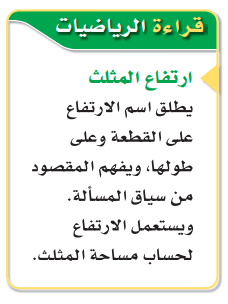 قراءة الرياضيات
ارتفاع المثلث
يطلق اسم الارتفاع
على القطعة وعلى
طولها، ويفهم المقصود
من سياق المسألة.
ويستعمل الارتفاع
لحساب مساحة المثلث.